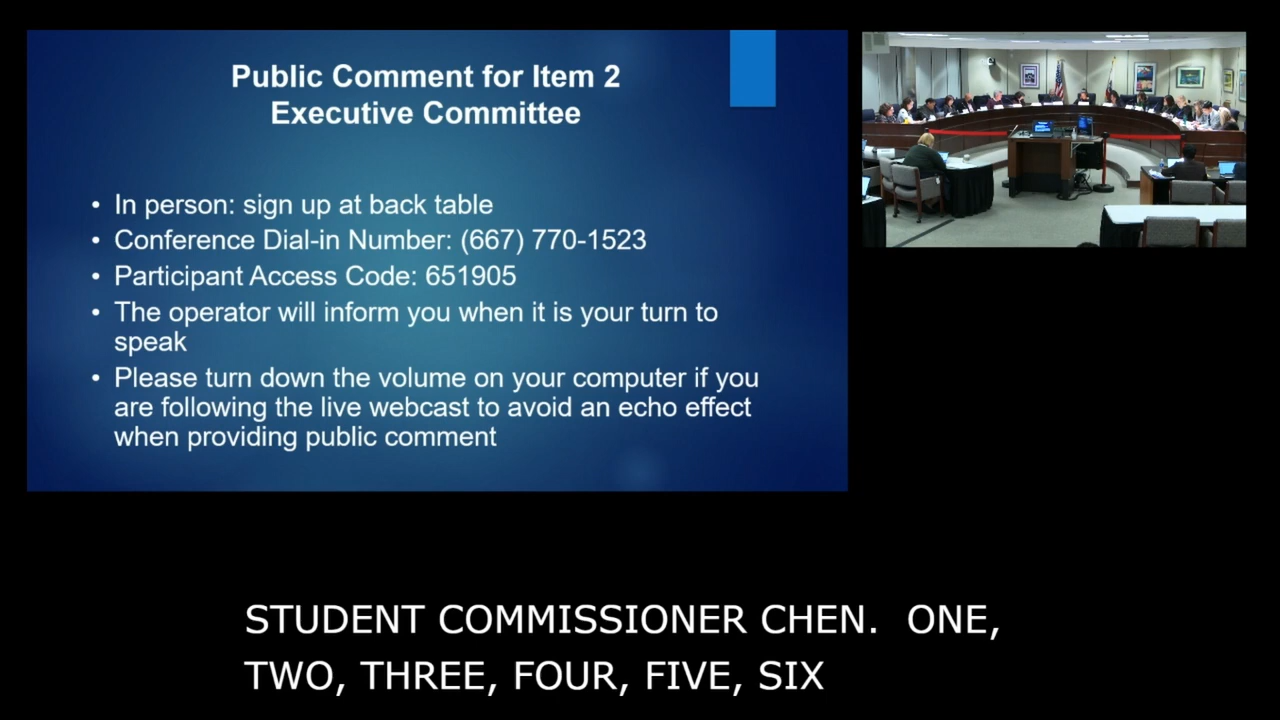 Public Comment for Item 2
Executive Committee
• In person: sign up at back table
• Conference Dial-in Number: (667) 770-1523
• Participant Access Code: 651905
• The operator will inform you when it is your turn to
speak
• Please turn down the volume on your computer if you
are following the live webcast to avoid an echo effect
when providing public comment
STUDENT COMMISSIONER CHEN.  ONE,
TWO, THREE, FOUR, FIVE, SIX